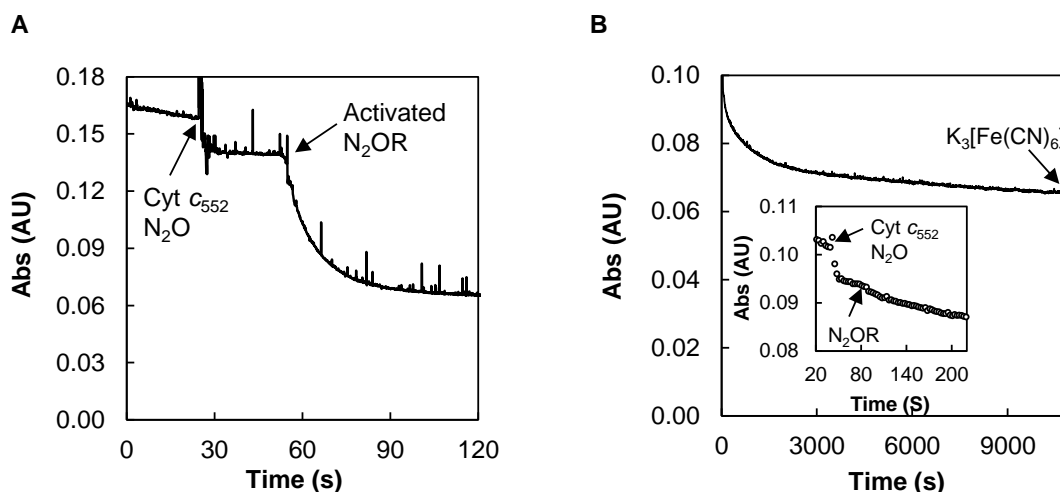 A
0.18
0.15
0.12
0.09
0.06
0.03
0.00
Abs (AU)
Activated
N₂OR
Cyt c₅₅₂
N₂O
0 30 60 90 120
Time (s)
B
0.10
0.08
0.06
0.04
0.02
0.00
Abs (AU)
K₃[Fe(CN)₆]
0.11
0.10
0.09
0.08
Abs (AU)
Cyt c₅₅₂
N₂O
N₂OR
20 80 140 200
Time (S)
0 3000 6000 9000
Time (s)